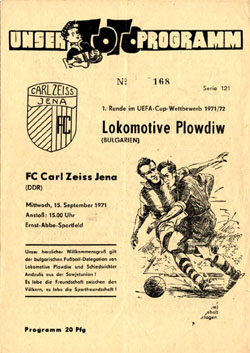 UNSER TOTO PROGRAMM
No 168
Serie 121
CARL ZEISS
JENA
FC
1. Runde im UEFA-Cup-Wettbewerb 1971/72
Lokomotive Plowdiw
(BULGARIEN)
FC Carl Zeiss Jena
(DDR)
Mittwoch, 15. September 1971
Anstoß: 15.00 Uhr
Ernst-Abbe-Sportfeld
Unser herzlicher Willkommensgruß gilt
der bulgarischen Fußball-Delegation von
Lokomotive Plowdiw und Schiedsrichter
aus der Sowjetunion!
Es lebe die Freundschaft zwischen den
Völkern, es lebe die Sportfreundschaft!
Programm 20 Pfg